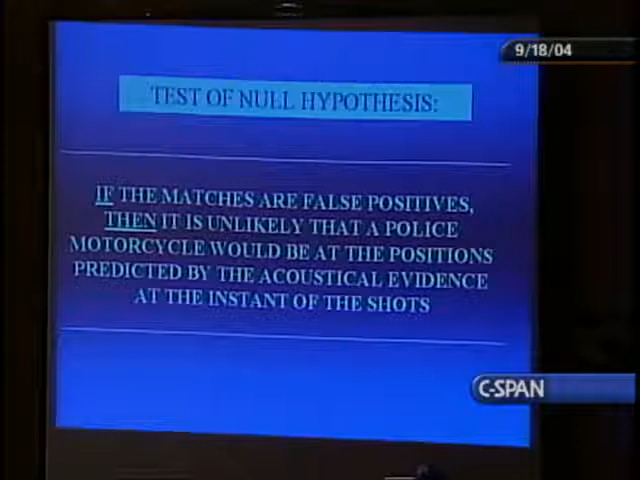 9/18/04
TEST OF NULL HYPOTHESIS:
IF THE MATCHES ARE FALSE POSITIVES,
THEN IT IS UNLIKELY THAT A POLICE
MOTORCYCLE WOULD BE AT THE POSITIONS
PREDICTED BY THE ACOUSTICAL EVIDENCE
AT THE INSTANT OF THE SHOTS
C-SPAN